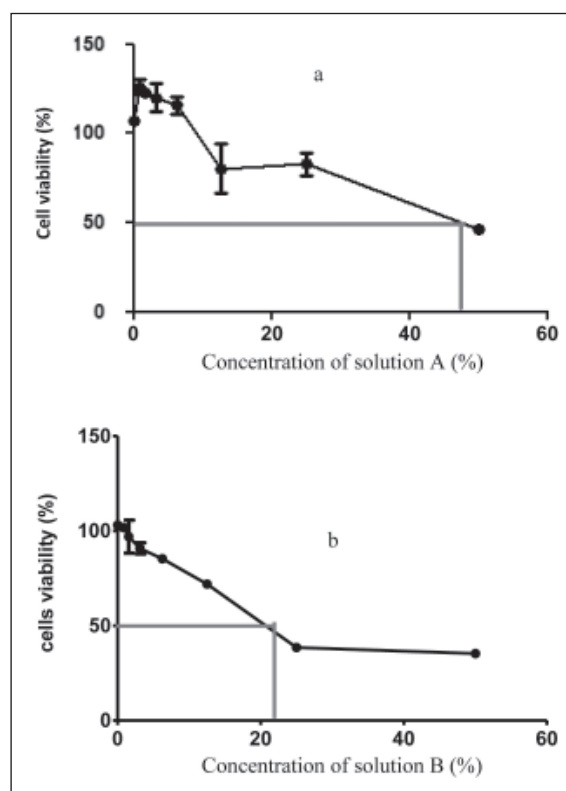 150
a
100
50
0
0 20 40 60
Cell viability (%)
Concentration of solution A (%)
150
100
b
50
0
0 20 40 60
cells viability (%)
Concentration of solution B (%)